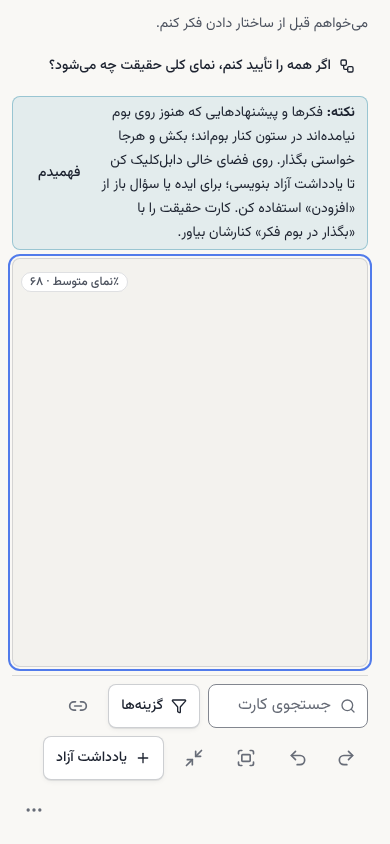 می‌خواهم قبل از ساختار دادن فکر کنم.
اگر همه را تأیید کنم، نمای کلی حقیقت چه می‌شود؟
نکته: فکرها و پیشنهادهایی که هنوز روی بوم
نیامده‌اند در ستون کنار بوم‌اند؛ بکش و هرجا
خواستی بگذار. روی فضای خالی دابل‌کلیک کن
تا یادداشت آزاد بنویسی؛ برای ایده یا سؤال باز از
«افزودن» استفاده کن. کارت حقیقت را با
«بگذار در بوم فکر» کنارشان بیاور.
فهمیدم
نمای متوسط · ۶۸٪
جستجوی کارت
گزینه‌ها
یادداشت آزاد